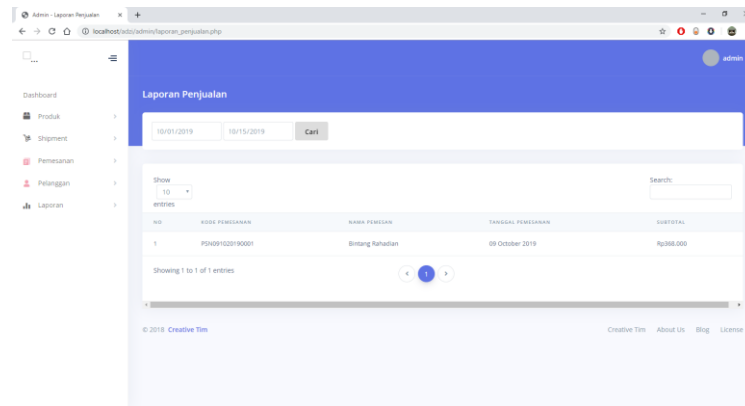 Admin - Laporan Penjualan
localhost/adzi/admin/laporan_penjualan.php
...
admin
Dashboard
Produk
Shipment
Pemesanan
Pelanggan
Laporan
Laporan Penjualan
10/01/2019 10/15/2019 Cari
Show
10
entries
Search:
NO KODE PEMESANAN NAMA PEMESAN TANGGAL PEMESANAN SUBTOTAL
1 PSN091020190001 Bintang Rahadian 09 October 2019 Rp368.000
Showing 1 to 1 of 1 entries
1
© 2018 Creative Tim
Creative Tim About Us Blog License